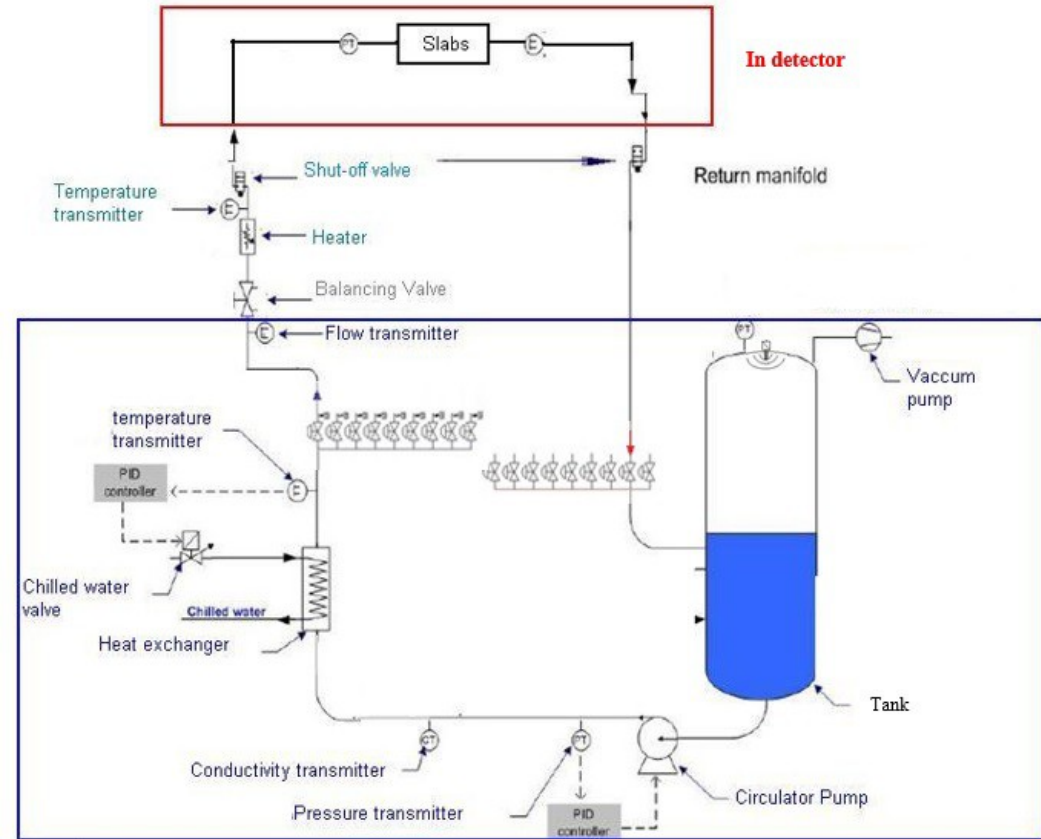 PT
Slabs
E
In detector
Shut-off valve
Return manifold
Temperature
transmitter
E
Heater
Balancing Valve
E
Flow transmitter
PT
Vaccum
pump
temperature
transmitter
PID
controller
E
Chilled water
valve
Chilled water
Heat exchanger
Tank
CT
PT
Conductivity transmitter
Pressure transmitter
Circulator Pump
PID
controller